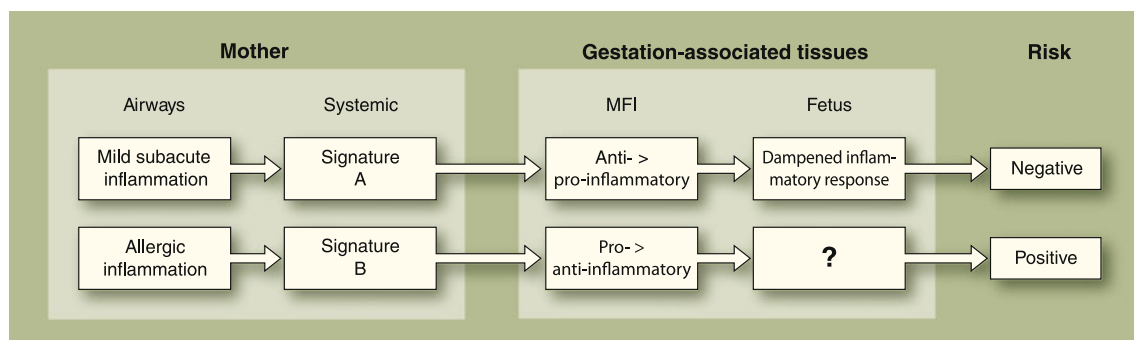 Mother
Gestation-associated tissues
Risk
Airways
Systemic
MFI
Fetus
Mild subacute
inflammation
Signature
A
Anti- >
pro-inflammatory
Dampened inflam-
matory response
Negative
Allergic
inflammation
Signature
B
Pro- >
anti-inflammatory
?
Positive